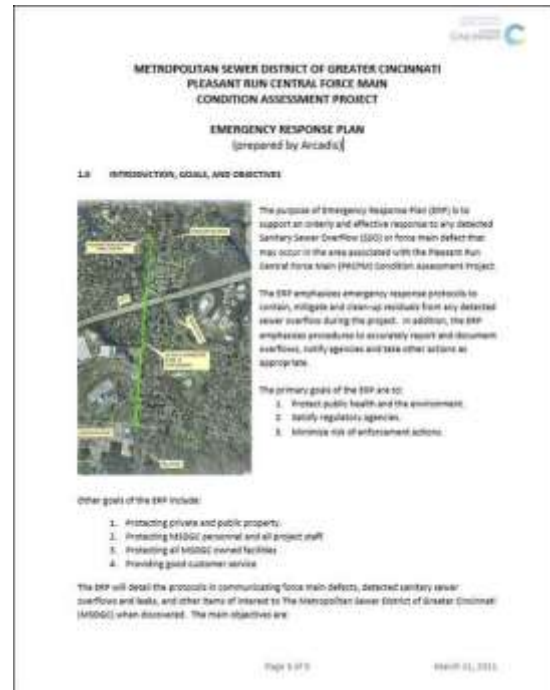 CINCINNATI
METROPOLITAN SEWER DISTRICT OF GREATER CINCINNATI
PLEASANT RUN CENTRAL FORCE MAIN
CONDITION ASSESSMENT PROJECT
EMERGENCY RESPONSE PLAN
(prepared by Arcadis)
1.0 INTRODUCTION, GOALS, AND OBJECTIVES
The purpose of Emergency Response Plan (ERP) is to
support an orderly and effective response to any detected
Sanitary Sewer Overflow (SSO) or force main defect that
may occur in the area associated with the Pleasant Run
Central Force Main (PRCFM) Condition Assessment Project.
The ERP emphasizes emergency response protocols to
contain, mitigate and clean-up residuals from any detected
sewer overflow during the project. In addition, the ERP
emphasizes procedures to accurately report and document
overflows, notify agencies and take other actions as
appropriate.
The primary goals of the ERP are to:
1. Protect public health and the environment.
2. Satisfy regulatory agencies.
3. Minimize risk of enforcement actions.
Other goals of the ERP include:
1. Protecting private and public property.
2. Protecting MSDGC personnel and all project staff
3. Protecting all MSDGC owned facilities
4. Providing good customer service
The ERP will detail the protocols in communicating force main defects, detected sanitary sewer
overflows and leaks, and other items of interest to The Metropolitan Sewer District of Greater Cincinnati
(MSDGC) when discovered. The main objectives are: